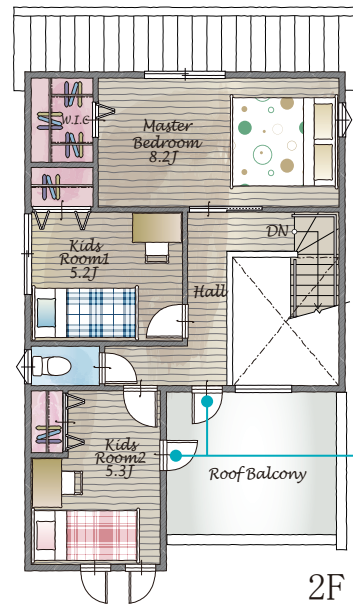 W.I.C
Master
Bedroom
8.2J
DN
Kids
Room1
5.2J
Hall
Kids
Room2
5.3J
Roof Balcony
2F